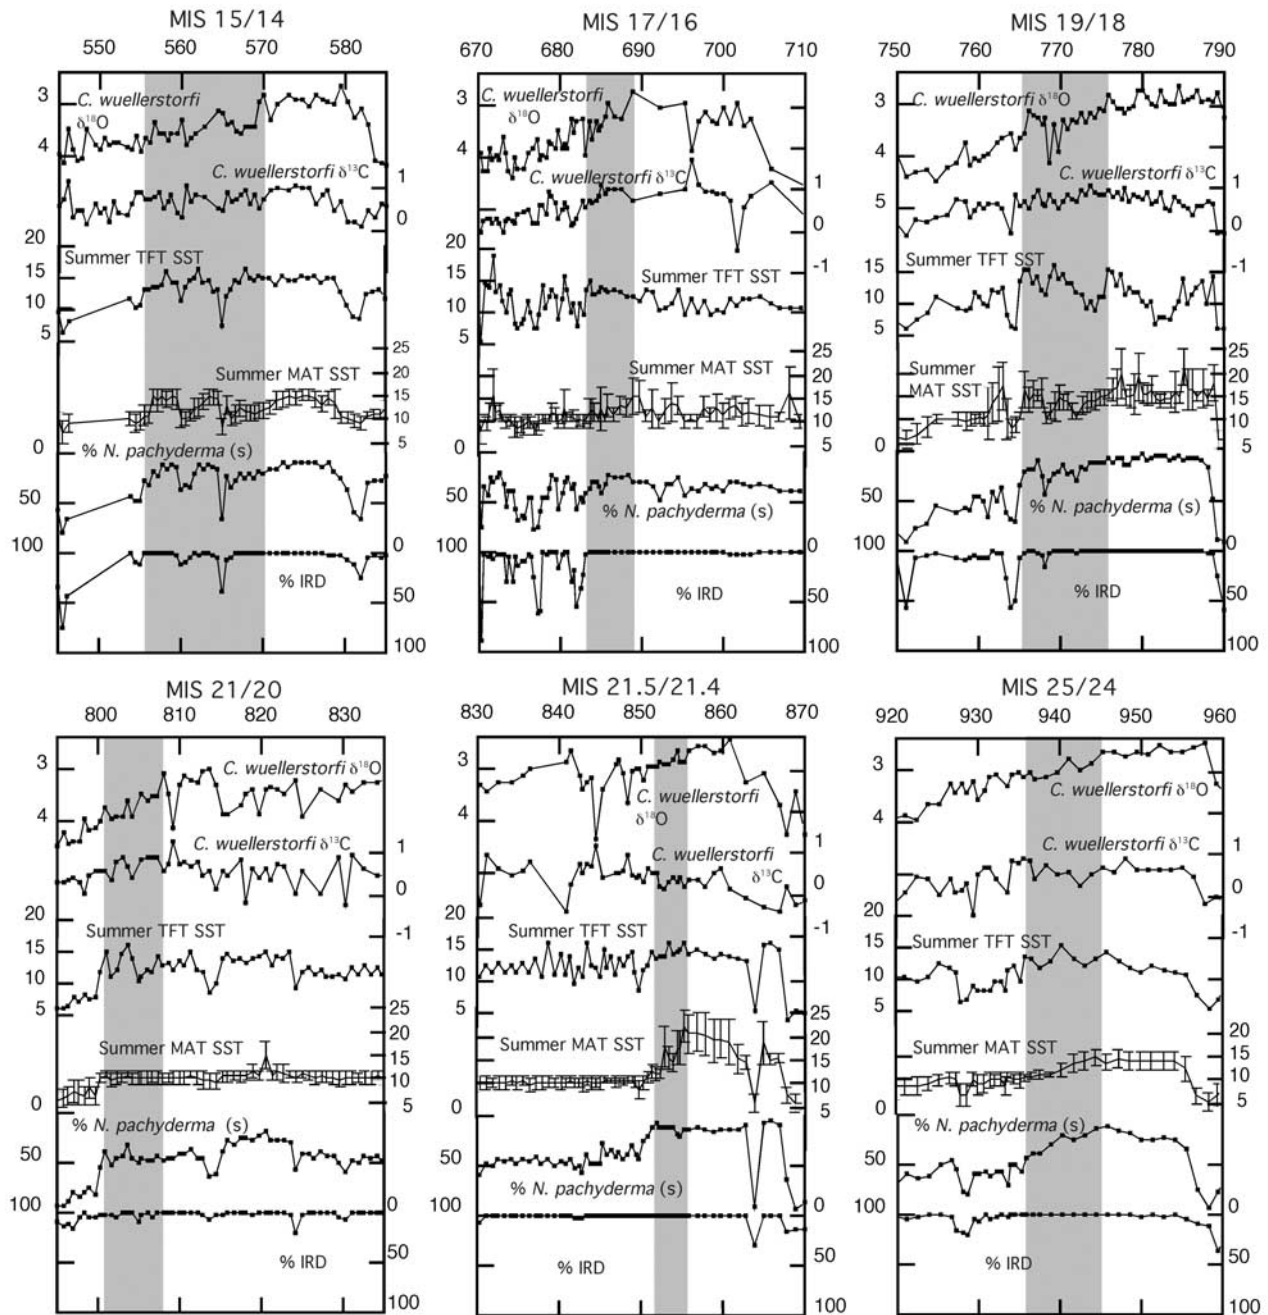 MIS 15/14
550 560 570 580
3
C. wuellerstorfi
δ¹⁸O
4
C. wuellerstorfi δ¹³C
1
0
20
Summer TFT SST
15
10
5
25
Summer MAT SST
20
15
10
5
0
% N. pachyderma (s)
50
100
0
% IRD
50
100
MIS 17/16
670 680 690 700 710
C. wuellerstorfi
3
δ¹⁸O
4
C. wuellerstorfi δ¹³C
1
0
-1
20
15
Summer TFT SST
10
5
25
Summer MAT SST
20
15
10
5
0
50
% N. pachyderma (s)
100
0
% IRD
50
100
MIS 19/18
751 760 770 780 790
C. wuellerstorfi δ¹⁸O
3
4
C. wuellerstorfi δ¹³C
1
5
0
Summer TFT SST
-1
15
10
5
25
Summer
MAT SST
20
15
10
5
0
50
% N. pachyderma (s)
100
0
% IRD
50
100
MIS 21/20
800 810 820 830
3
C. wuellerstorfi δ¹⁸O
4
C. wuellerstorfi δ¹³C
1
0
20
Summer TFT SST
-1
15
10
5
25
20
Summer MAT SST
15
10
5
0
% N. pachyderma (s)
50
100
0
% IRD
50
100
MIS 21.5/21.4
830 840 850 860 870
3
C. wuellerstorfi
δ¹⁸O
4
1
C. wuellerstorfi
δ¹³C
0
20
Summer TFT SST
-1
15
10
5
25
20
Summer MAT SST
15
10
5
0
50
% N. pachyderma (s)
100
0
% IRD
50
100
MIS 25/24
920 930 940 950 960
3
C. wuellerstorfi δ¹⁸O
4
C. wuellerstorfi δ¹³C
1
0
20
Summer TFT SST
-1
15
10
5
25
20
Summer MAT SST
15
10
5
0
% N. pachyderma (s)
50
100
0
% IRD
50
100